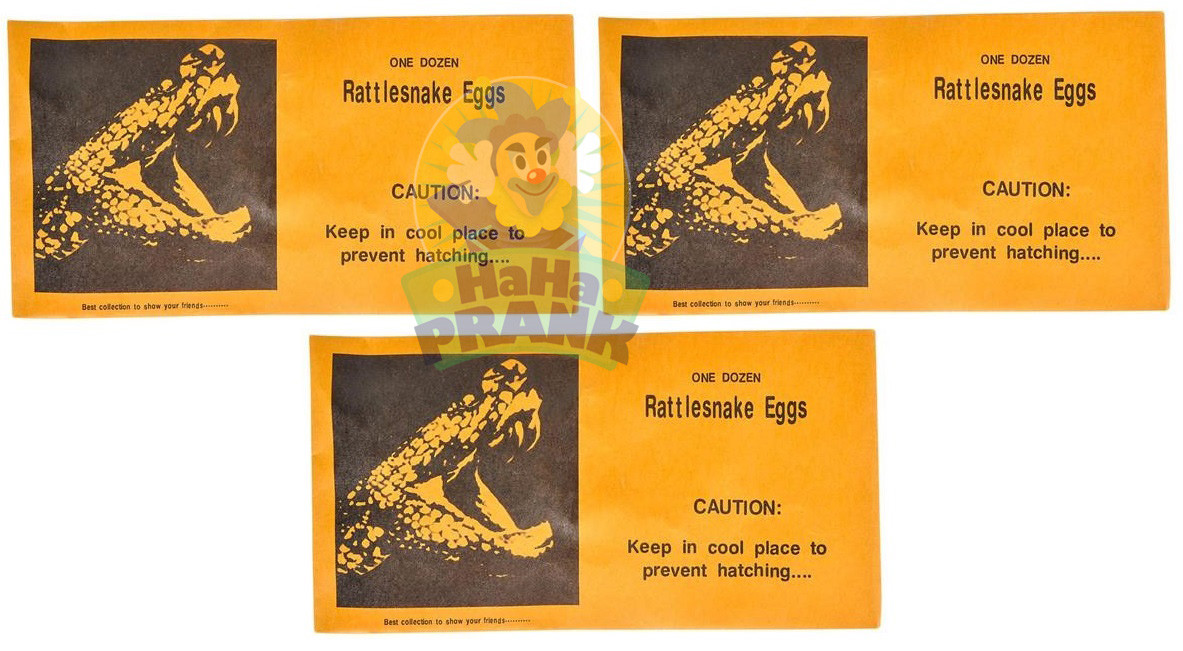 ONE DOZEN
Rattlesnake Eggs
CAUTION:
Keep in cool place to
prevent hatching....
Best collection to show your friends··········
ONE DOZEN
Rattlesnake Eggs
CAUTION:
Keep in cool place to
prevent hatching....
Best collection to show your friends··········
HaHa
PRANK
ONE DOZEN
Rattlesnake Eggs
CAUTION:
Keep in cool place to
prevent hatching....
Best collection to show your friends··········